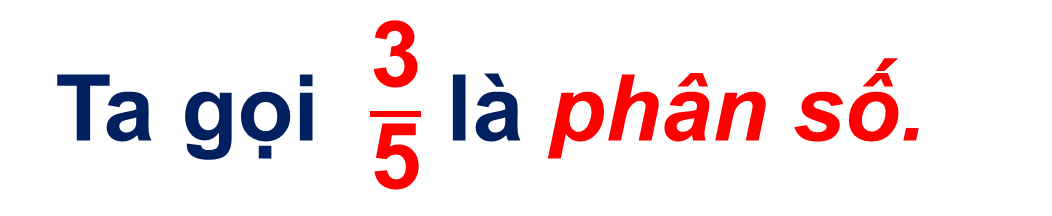 Ta gọi 3/5 là phân số.